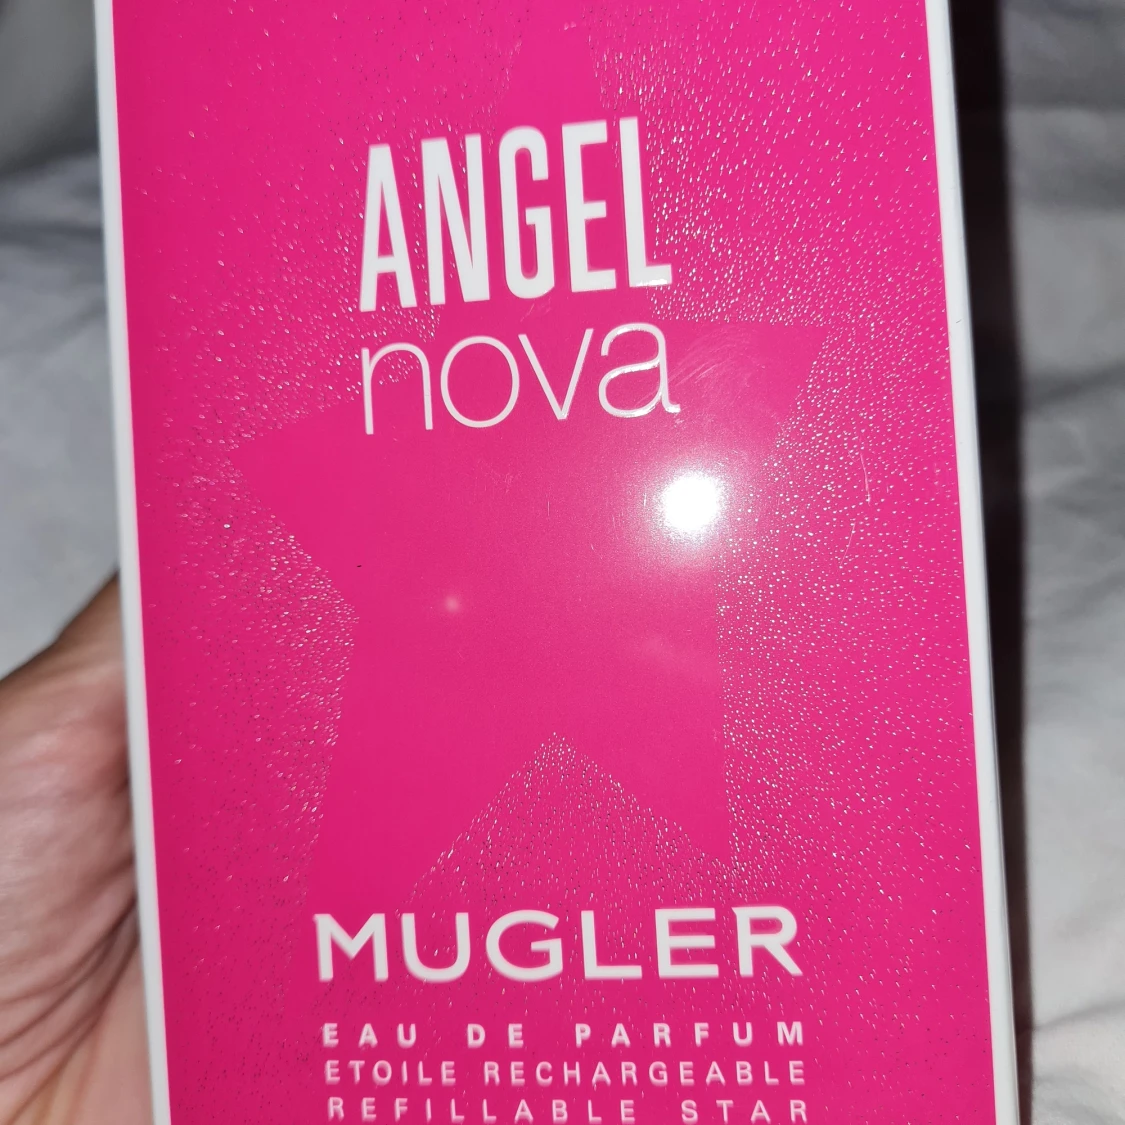 ANGEL
nova
MUGLER
EAU DE PARFUM
ETOILE RECHARGEABLE
REFILLABLE STAR